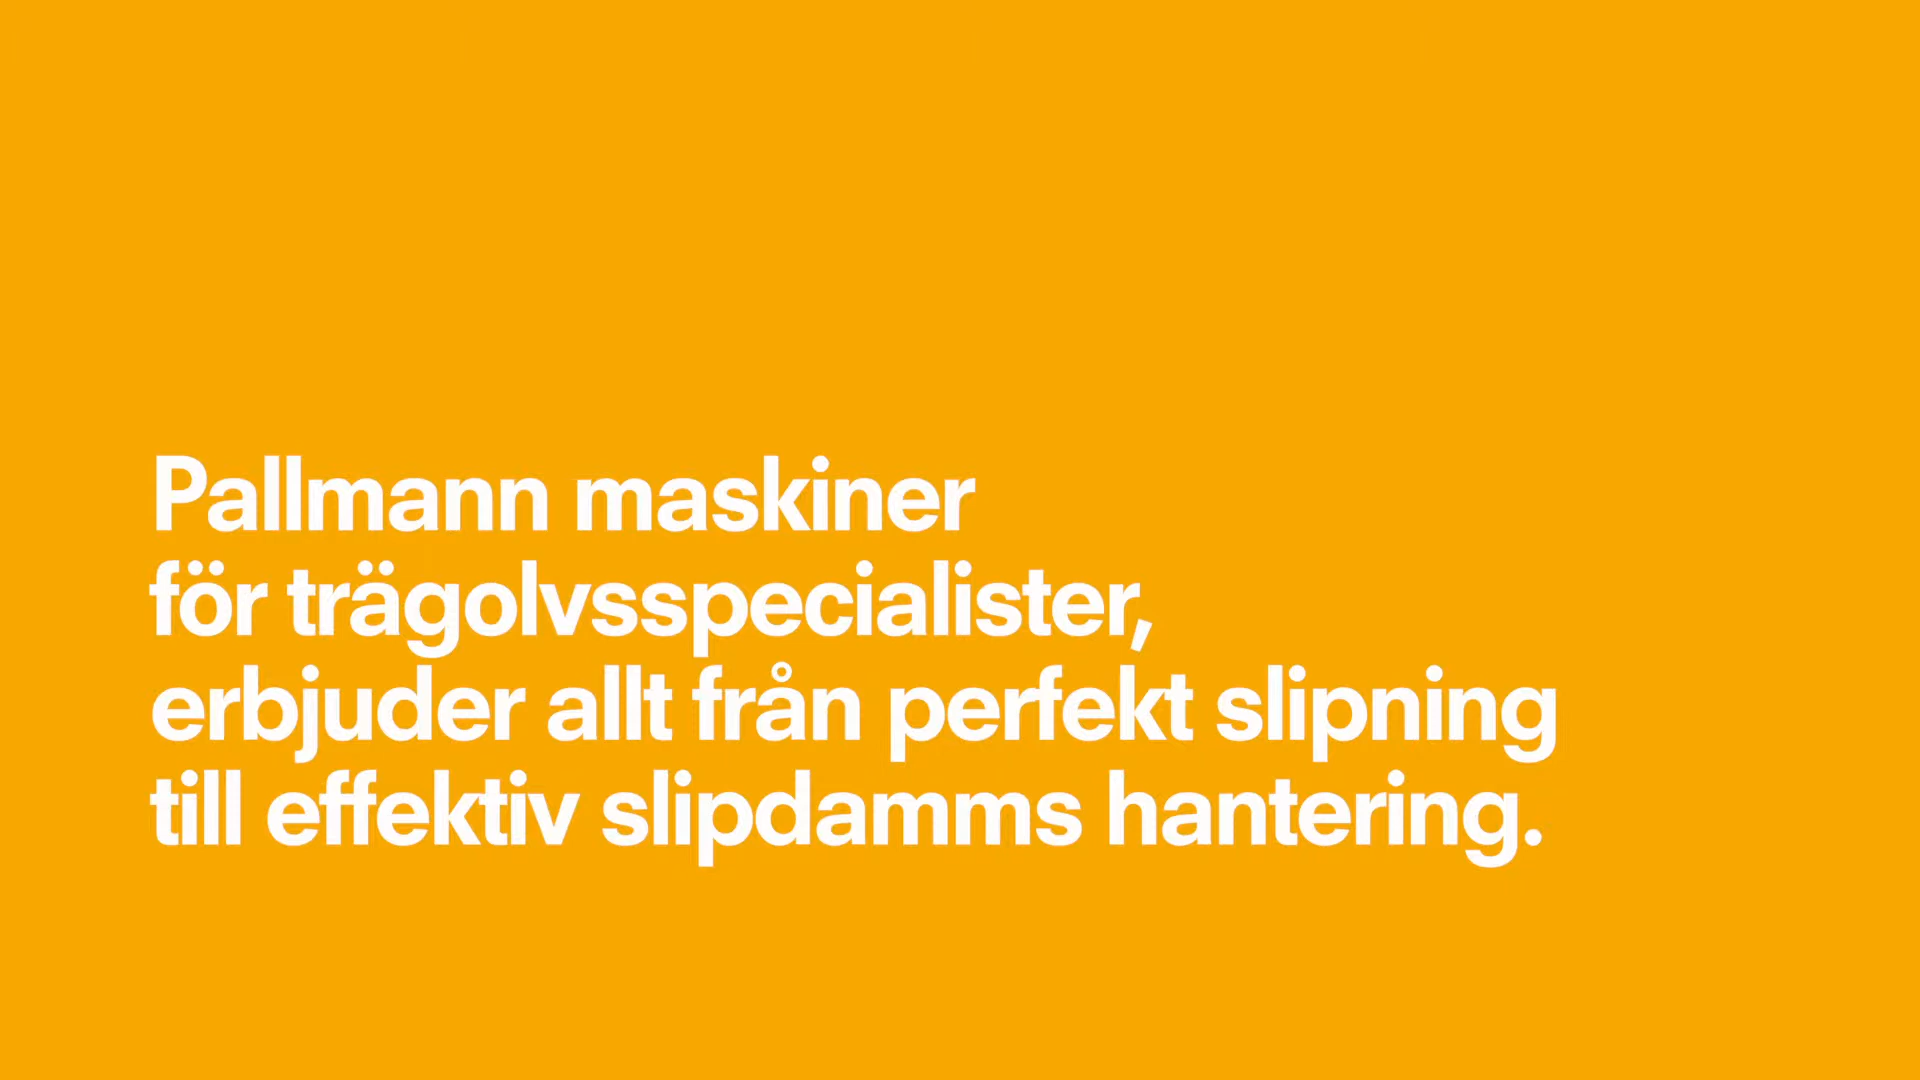 Pallmann maskiner
för trägolvsspecialister,
erbjuder allt från perfekt slipning
till effektiv slipdamms hantering.